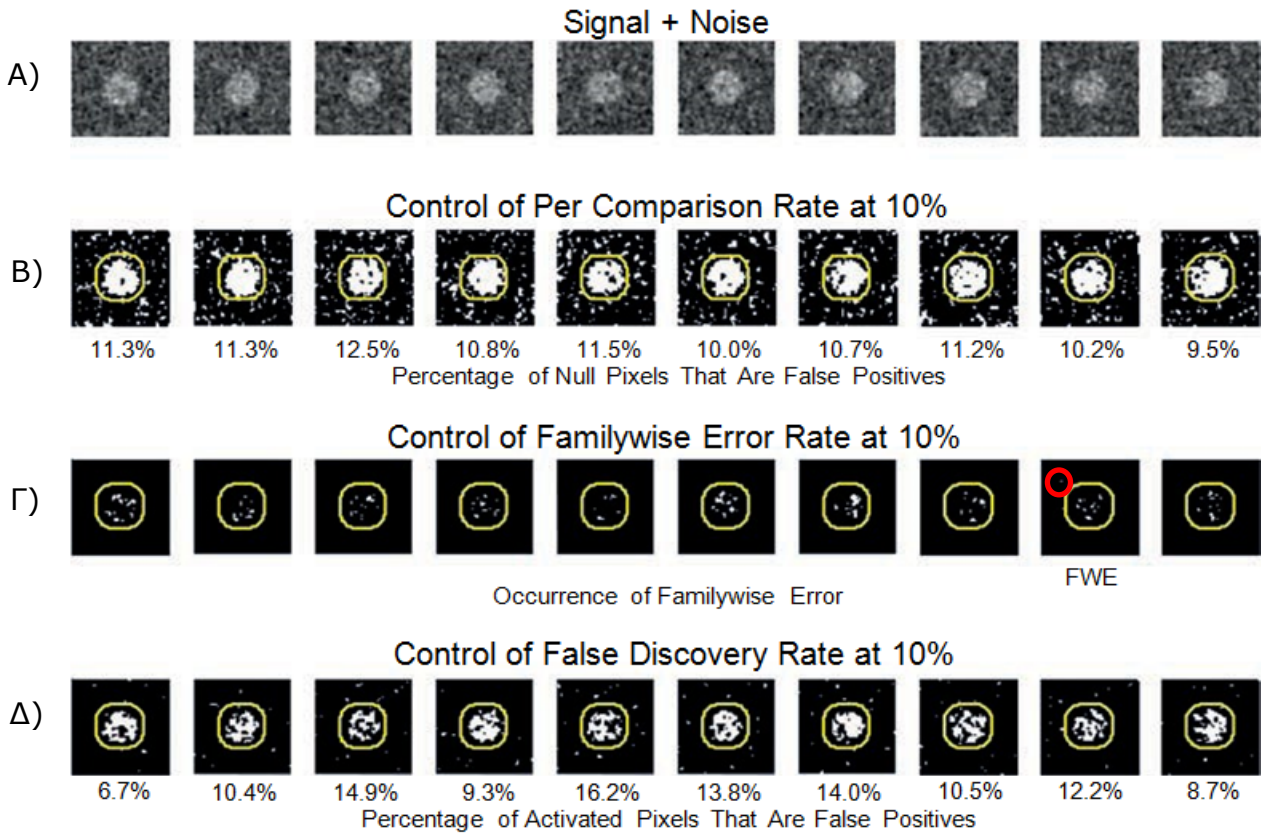 Signal + Noise
Α)
Control of Per Comparison Rate at 10%
Β)
11.3% 11.3% 12.5% 10.8% 11.5% 10.0% 10.7% 11.2% 10.2% 9.5%
Percentage of Null Pixels That Are False Positives
Control of Familywise Error Rate at 10%
Γ)
FWE
Occurrence of Familywise Error
Control of False Discovery Rate at 10%
Δ)
6.7% 10.4% 14.9% 9.3% 16.2% 13.8% 14.0% 10.5% 12.2% 8.7%
Percentage of Activated Pixels That Are False Positives